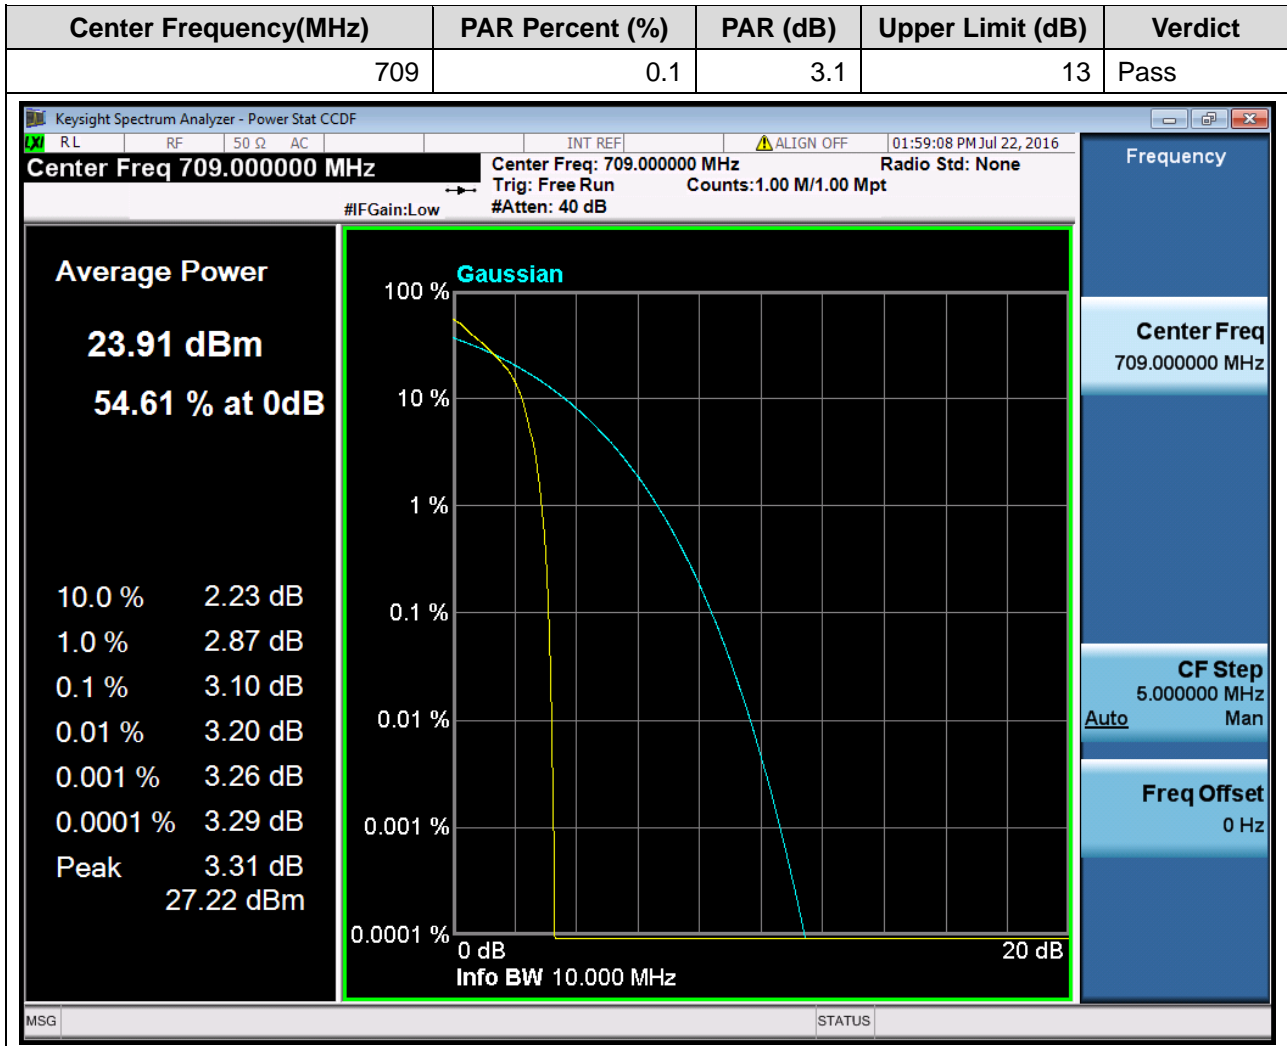 Center Frequency(MHz) PAR Percent (%) PAR (dB) Upper Limit (dB) Verdict
709 0.1 3.1 13 Pass
Keysight Spectrum Analyzer - Power Stat CCDF
LXI RL RF 50 Ω AC INT REF ALIGN OFF 01:59:08 PM Jul 22, 2016
Center Freq 709.000000 MHz
Center Freq: 709.000000 MHz Radio Std: None
Trig: Free Run Counts:1.00 M/1.00 Mpt
#IFGain:Low #Atten: 40 dB
Average Power
23.91 dBm
54.61 % at 0dB
10.0 % 2.23 dB
1.0 % 2.87 dB
0.1 % 3.10 dB
0.01 % 3.20 dB
0.001 % 3.26 dB
0.0001 % 3.29 dB
Peak 3.31 dB
27.22 dBm
Gaussian
100 %
10 %
1 %
0.1 %
0.01 %
0.001 %
0.0001 %
0 dB 20 dB
Info BW 10.000 MHz
Frequency
Center Freq
709.000000 MHz
CF Step
5.000000 MHz
Auto Man
Freq Offset
0 Hz
MSG STATUS